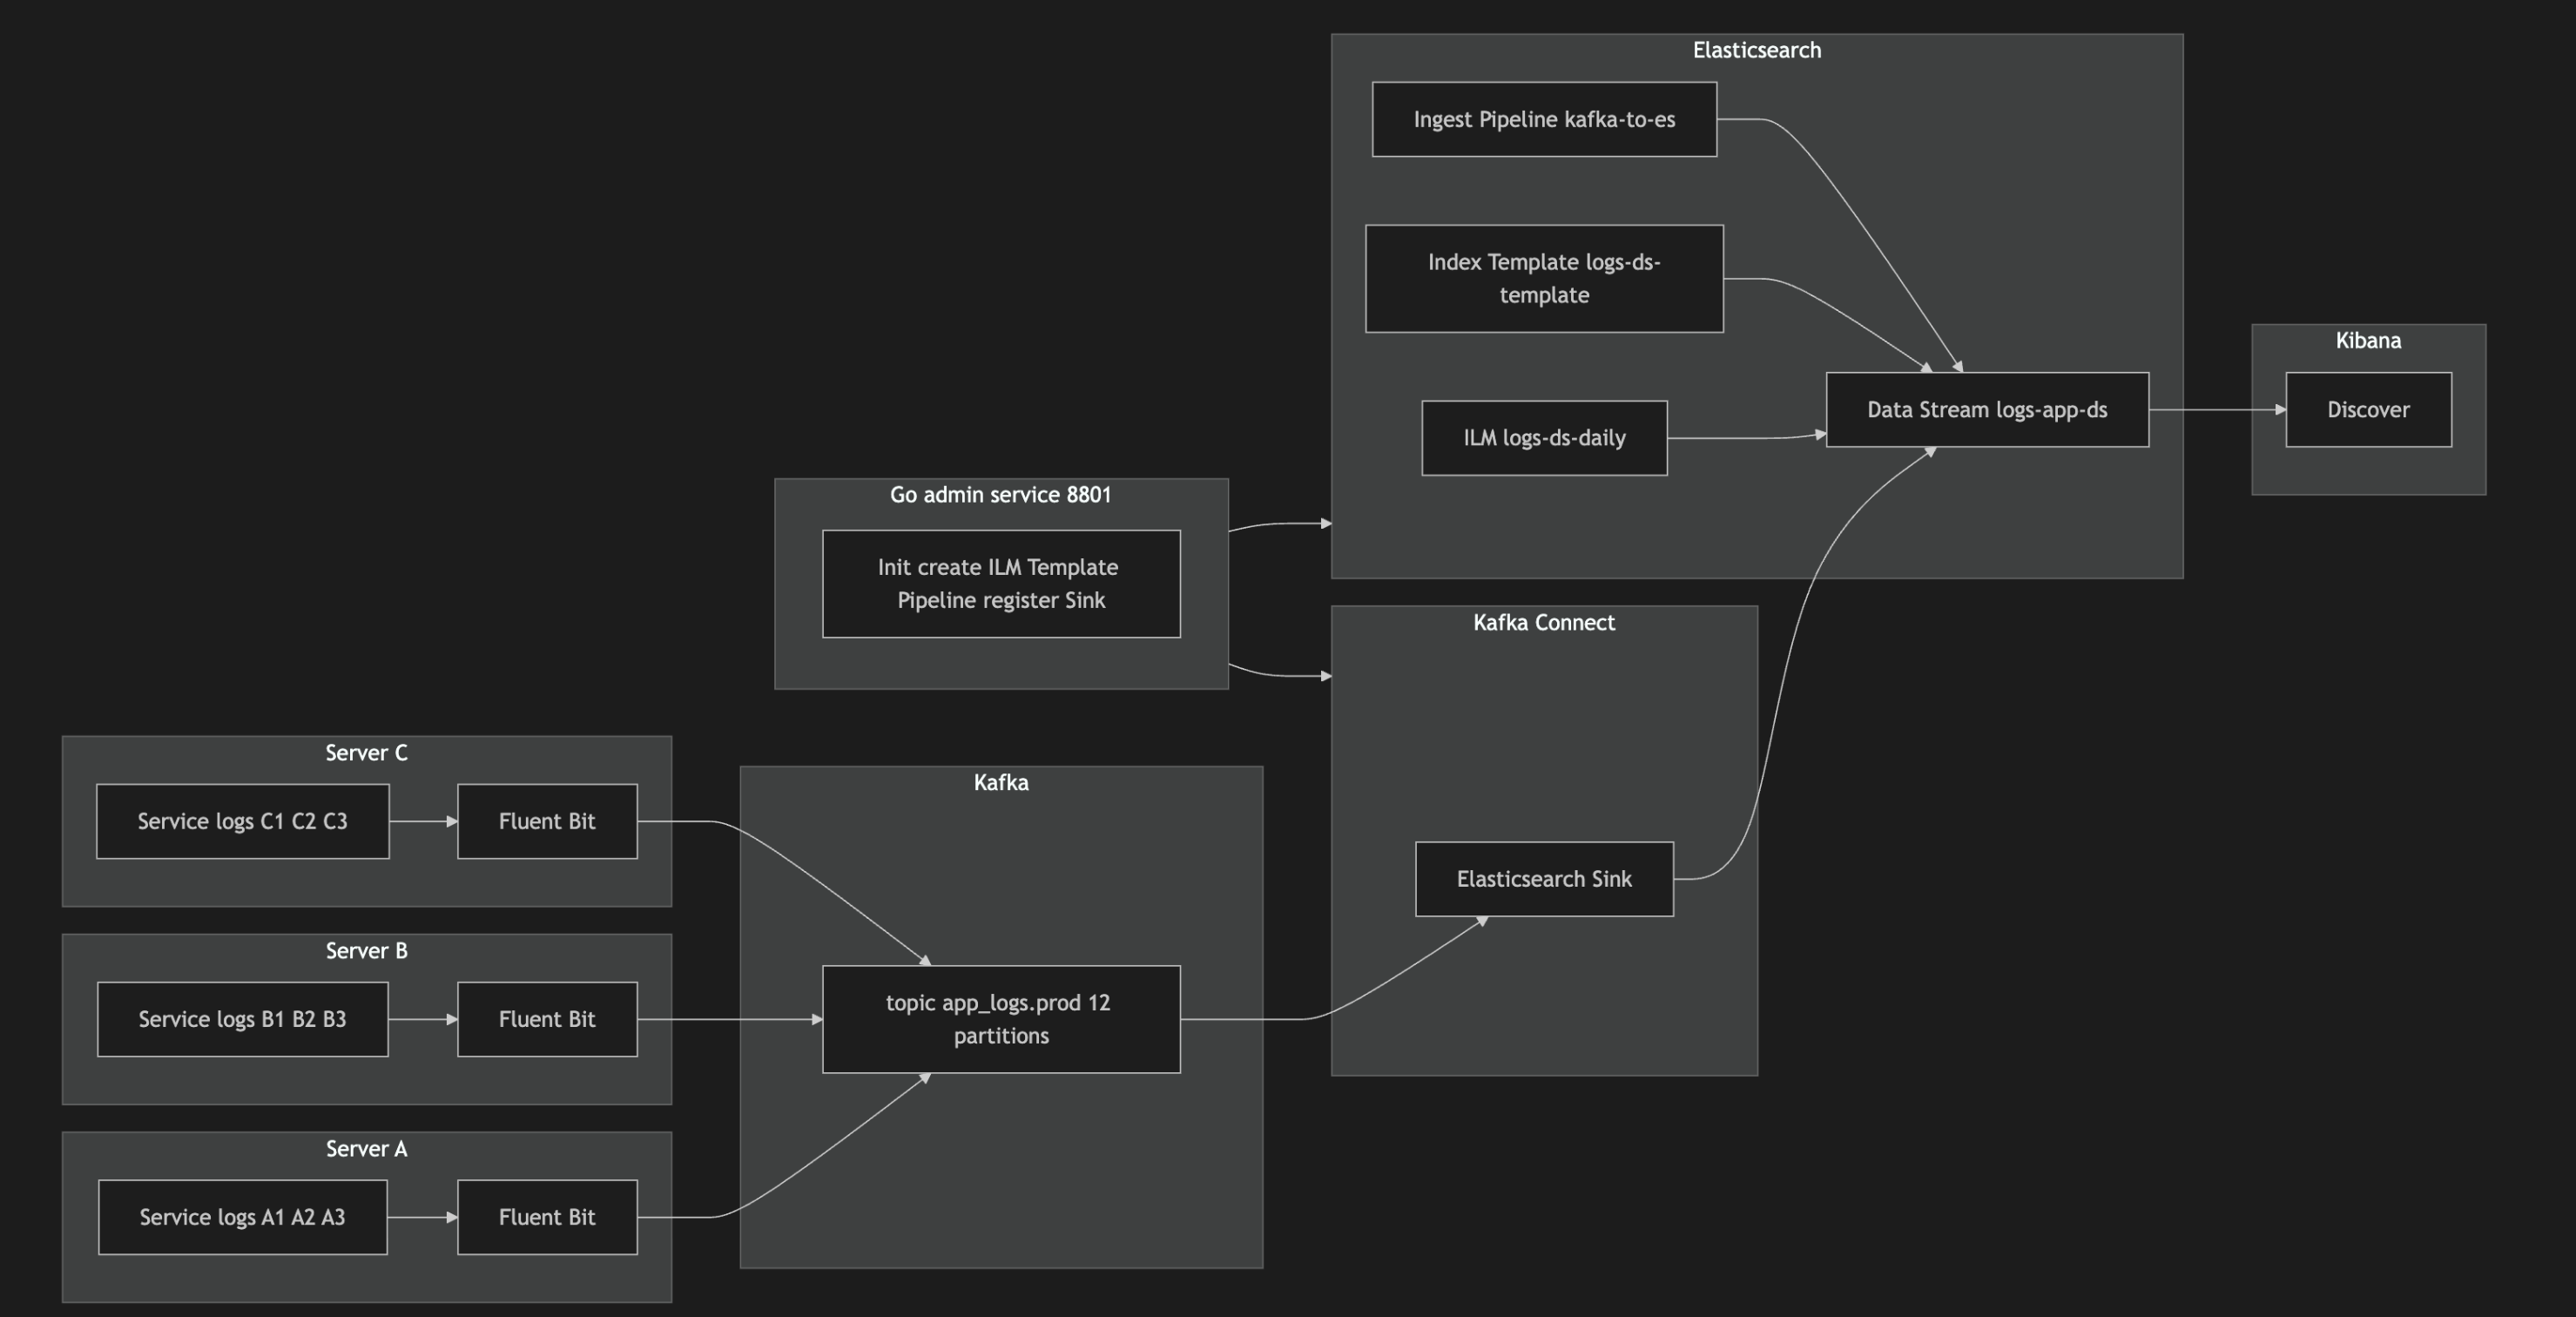 Elasticsearch
Ingest Pipeline kafka-to-es
Index Template logs-ds-
template
ILM logs-ds-daily
Data Stream logs-app-ds
Kibana
Discover
Go admin service 8801
Init create ILM Template
Pipeline register Sink
Kafka Connect
Elasticsearch Sink
Server C
Service logs C1 C2 C3
Fluent Bit
Kafka
topic app_logs.prod 12
partitions
Server B
Service logs B1 B2 B3
Fluent Bit
Server A
Service logs A1 A2 A3
Fluent Bit